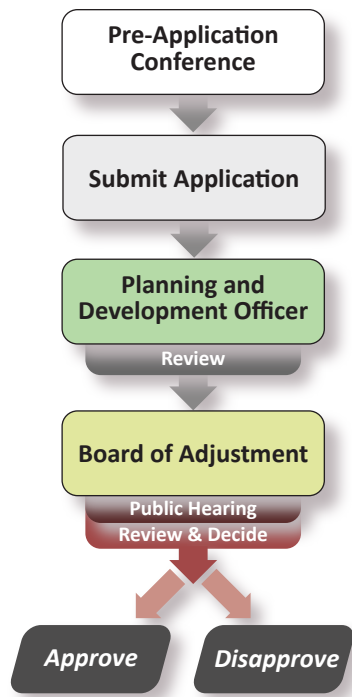 Pre-Application
Conference
Submit Application
Planning and
Development Officer
Review
Board of Adjustment
Public Hearing
Review & Decide
Approve
Disapprove